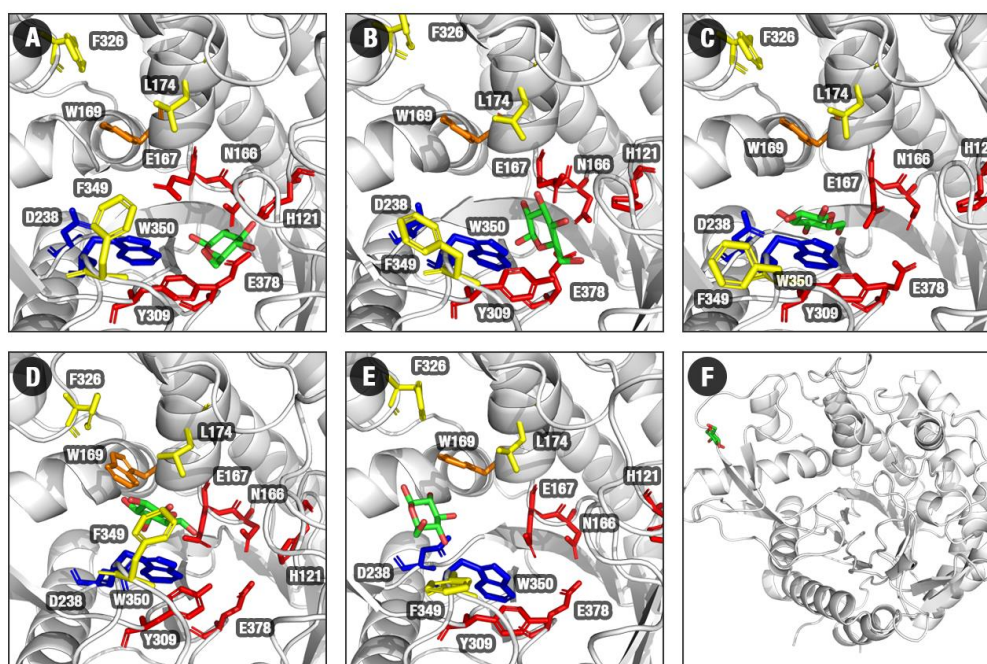 A
F326
L174
W169
E167
N166
F349
D238
W350
H121
E378
Y309
B
F326
L174
W169
E167
N166
H121
D238
W350
F349
E378
Y309
C
F326
L174
W169
N166
H12
E167
D238
W350
F349
E378
Y309
D
F326
L174
W169
E167
N166
F349
H121
D238
W350
E378
Y309
E
F326
L174
W169
E167
H121
N166
D238
W350
F349
E378
Y309
F